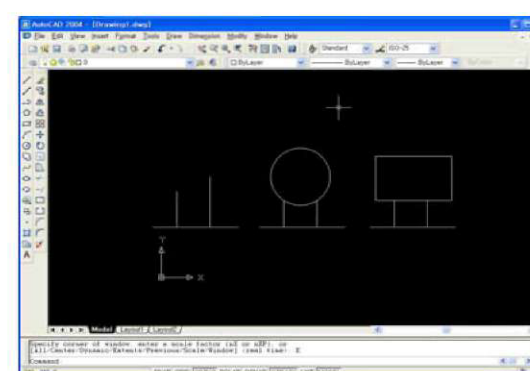 AutoCAD 2004 - [Drawing1.dwg]
File Edit View Insert Format Tools Draw Dimension Modify Window Help
Standard ISO-25
0 ByLayer ByLayer ByLayer
Y
X
Model Layout1 Layout2
Specify corner of window, enter a scale factor (nX or nXP), or
[All/Center/Dynamic/Extents/Previous/Scale/Window] <real time>: E
Command